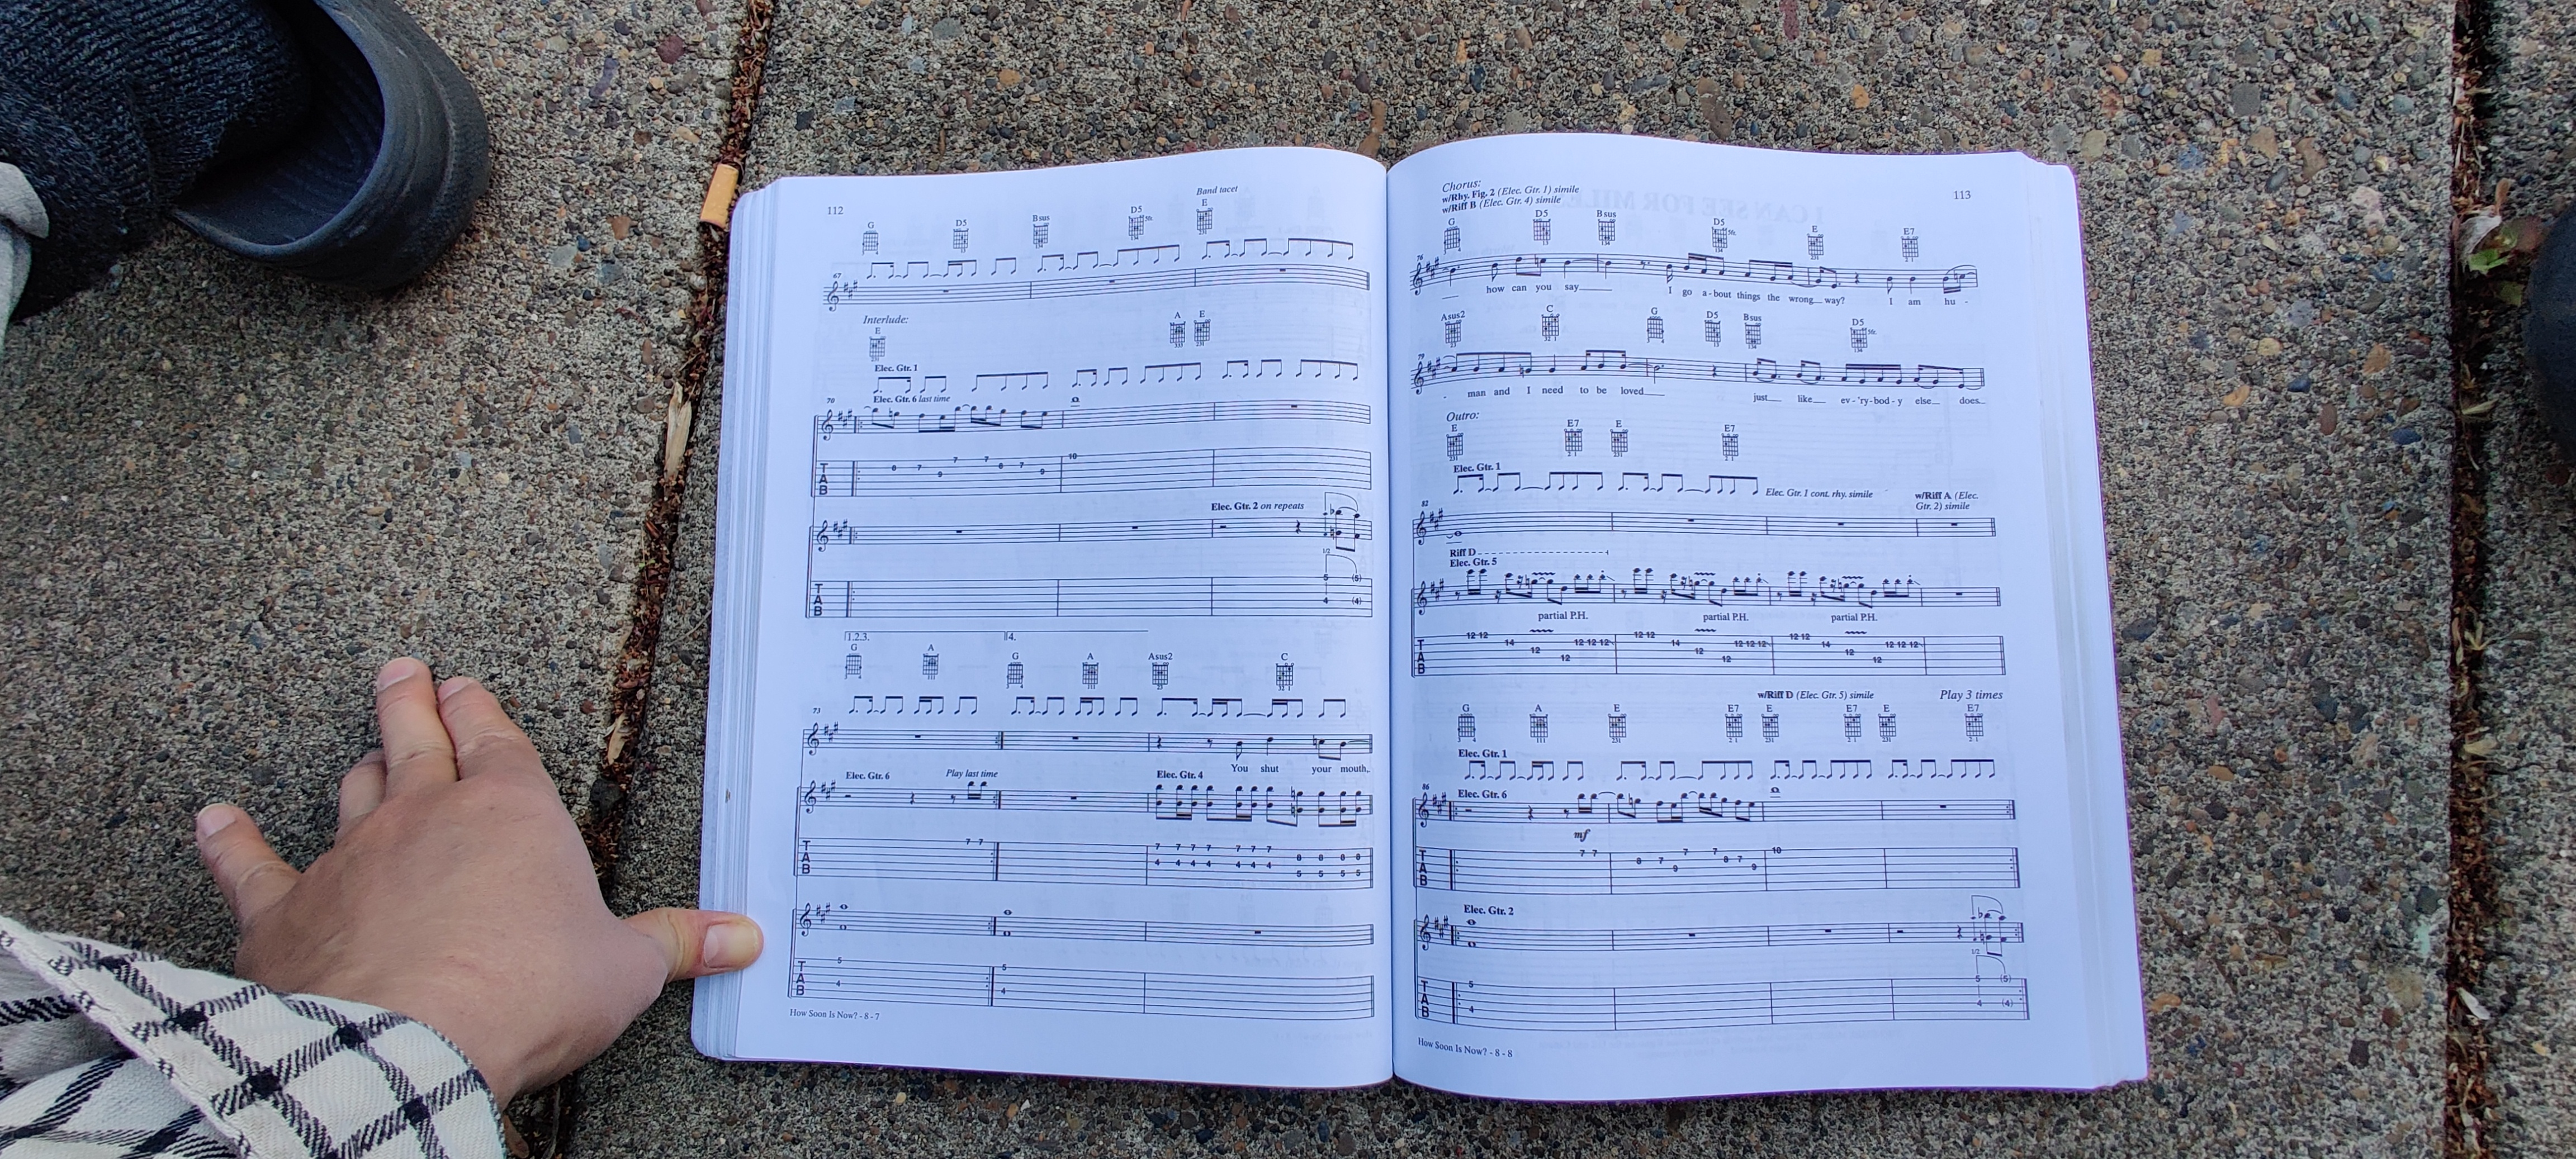 112
Band tacet
G D5 Bsus D5 5fr. E
67
Interlude:
E A E
Elec. Gtr. 1
70
Elec. Gtr. 6 last time
T A B 8 7 9 7 7 8 7 9 10
Elec. Gtr. 2 on repeats
1/2
T A B 5 (5)
4 (4)
1.2.3. 4.
G A G A Asus2 C
73
You shut your mouth,
Elec. Gtr. 6 Play last time Elec. Gtr. 4
T A B 7 7 7 7 7 7 7 7 7 8 8 8 8
4 4 4 4 4 4 4 5 5 5 5
T A B 5 5
4 4
How Soon Is Now? - 8 - 7
113
Chorus:
w/Rhy. Fig. 2 (Elec. Gtr. 1) simile
w/Riff B (Elec. Gtr. 4) simile
G D5 Bsus D5 5fr. E E7
76
how can you say I go a - bout things the wrong way? I am hu -
Asus2 C G D5 Bsus D5 5fr.
79
man and I need to be loved just like ev - 'ry - bod - y else does.
Outro:
E E7 E E7
Elec. Gtr. 1
Elec. Gtr. 1 cont. rhy. simile
w/Riff A (Elec.
Gtr. 2) simile
82
Riff D
Elec. Gtr. 5
partial P.H. partial P.H. partial P.H.
T A B 12 12 14 12 12 12 12 12 12 12 14 12 12 12 12 12 12 12 14 12 12 12 12 12
w/Riff D (Elec. Gtr. 5) simile Play 3 times
G A E E7 E E7 E E7
Elec. Gtr. 1
86
Elec. Gtr. 6
mf
T A B 7 7 8 7 9 7 7 8 7 9 10
Elec. Gtr. 2
1/2
T A B 5 5 (5)
4 4 (4)
How Soon Is Now? - 8 - 8